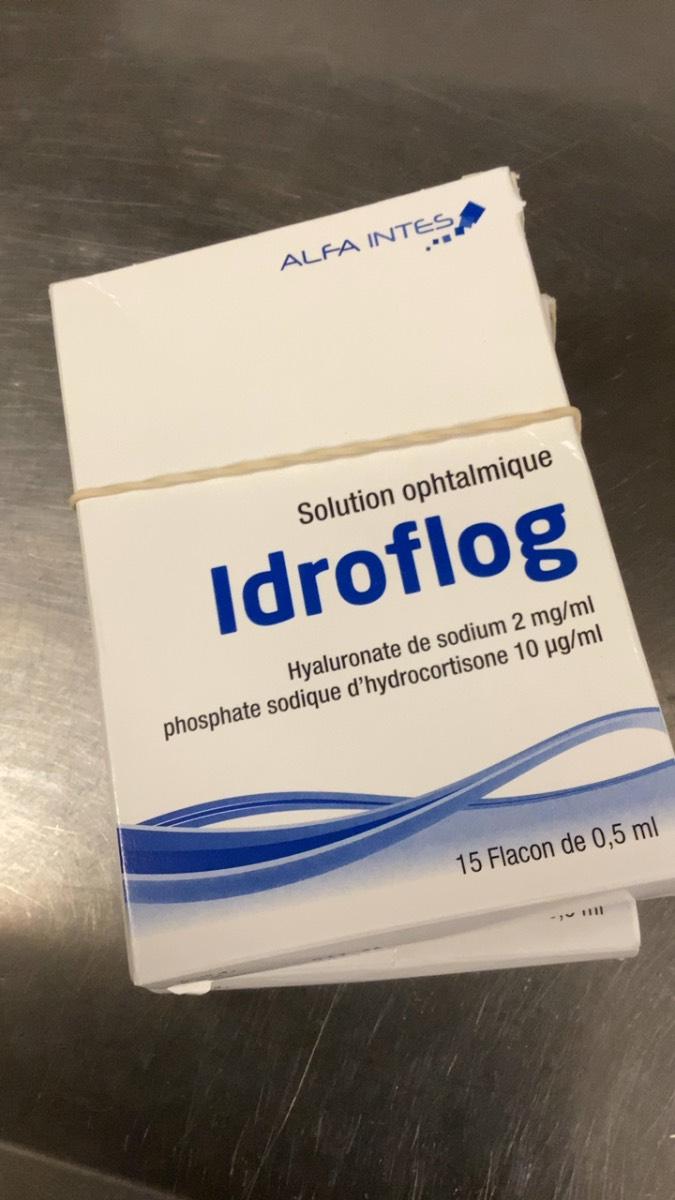 ALFA INTES
Solution ophtalmique
Idroflog
Hyaluronate de sodium 2 mg/ml
phosphate sodique d'hydrocortisone 10 µg/ml
15 Flacon de 0,5 ml